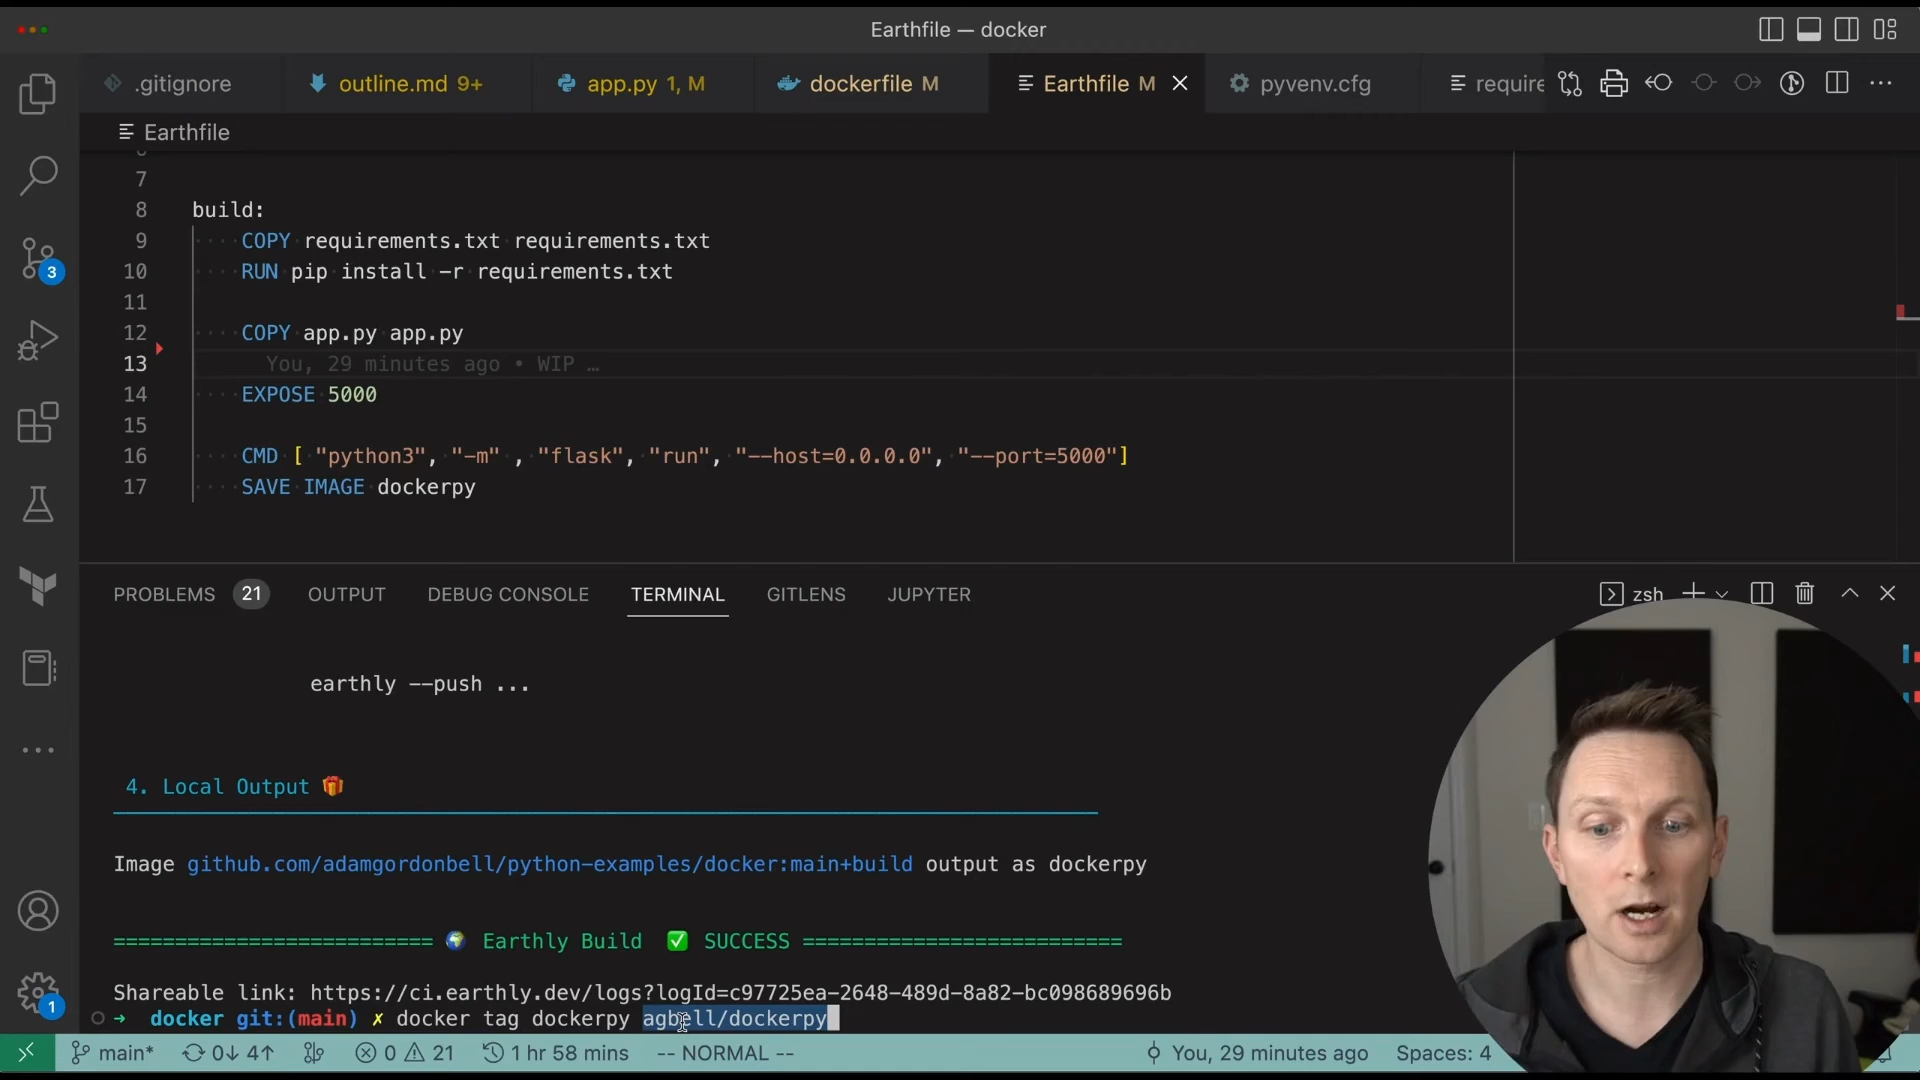 Earthfile — docker
.gitignore
outline.md 9+
app.py 1, M
dockerfile M
Earthfile M
pyvenv.cfg
require
Earthfile
7
8 build:
9 COPY requirements.txt requirements.txt
10 RUN pip install -r requirements.txt
11
12 COPY app.py app.py
13 You, 29 minutes ago • WIP …
14 EXPOSE 5000
15
16 CMD [ "python3", "-m" , "flask", "run", "--host=0.0.0.0", "--port=5000"]
17 SAVE IMAGE dockerpy
3
PROBLEMS 21 OUTPUT DEBUG CONSOLE TERMINAL GITLENS JUPYTER
zsh
earthly --push ...
4. Local Output 🎁
Image github.com/adamgordonbell/python-examples/docker:main+build output as dockerpy
========================== 🌍 Earthly Build ✅ SUCCESS ==========================
Shareable link: https://ci.earthly.dev/logs?logId=c97725ea-2648-489d-8a82-bc098689696b
→ docker git:(main) ✗ docker tag dockerpy agbell/dockerpy
1
main* 0↓ 4↑ 0 21 1 hr 58 mins -- NORMAL -- You, 29 minutes ago Spaces: 4